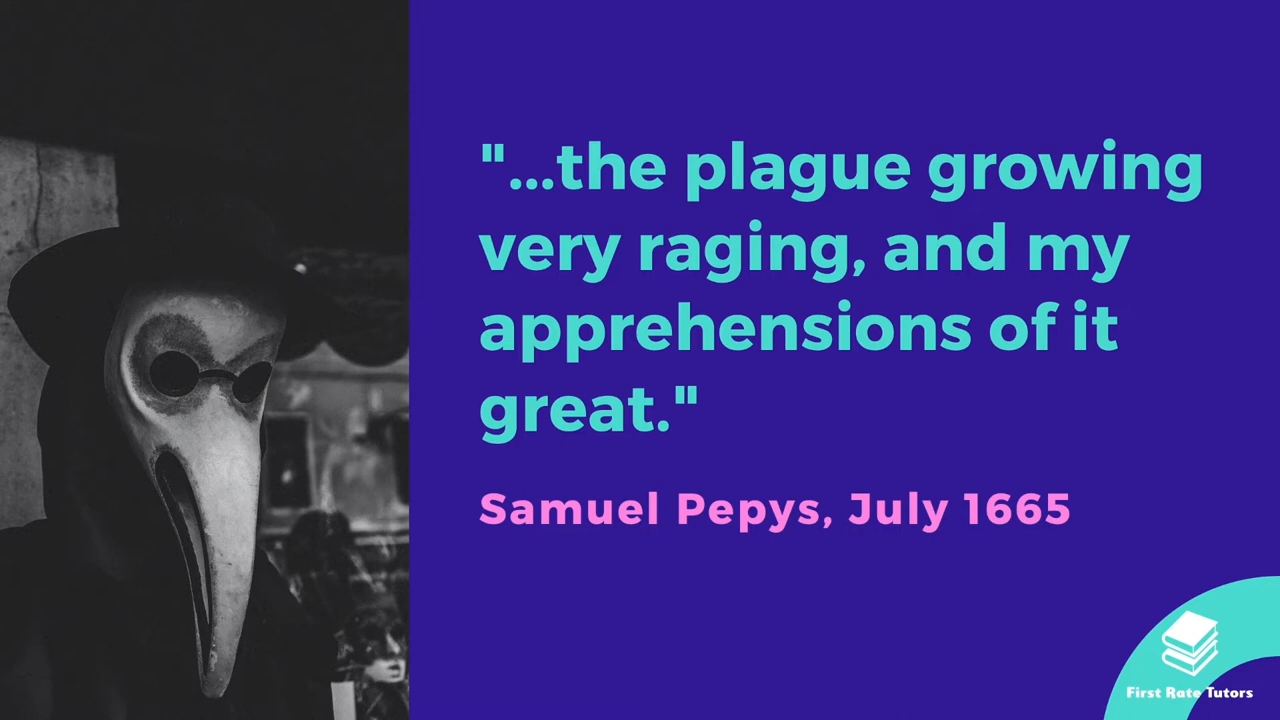 "...the plague growing
very raging, and my
apprehensions of it
great."
Samuel Pepys, July 1665
First Rate Tutors